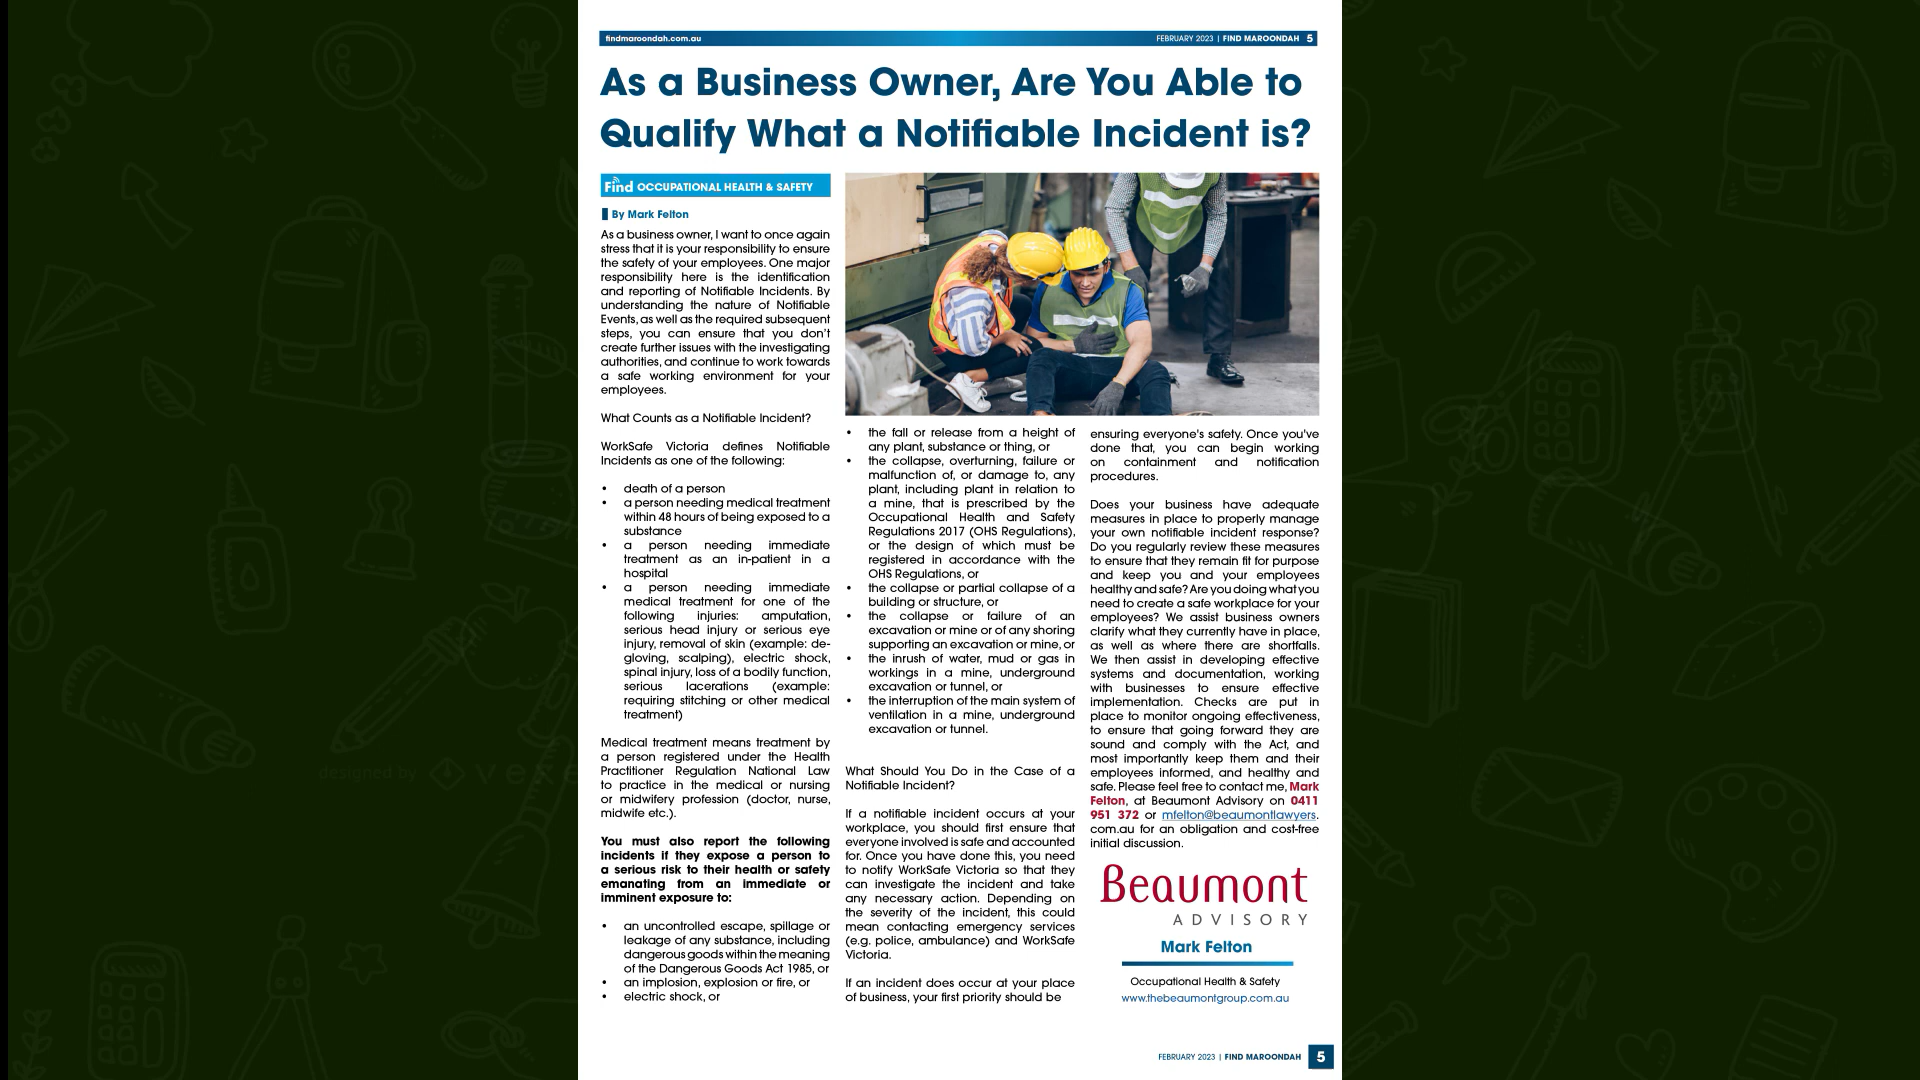 findmaroondah.com.au
FEBRUARY 2023 | FIND MAROONDAH 5
As a Business Owner, Are You Able to
Qualify What a Notifiable Incident is?
Find OCCUPATIONAL HEALTH & SAFETY
By Mark Felton
As a business owner, I want to once again
stress that it is your responsibility to ensure
the safety of your employees. One major
responsibility here is the identification
and reporting of Notifiable Incidents. By
understanding the nature of Notifiable
Events, as well as the required subsequent
steps, you can ensure that you don't
create further issues with the investigating
authorities, and continue to work towards
a safe working environment for your
employees.
What Counts as a Notifiable Incident?
WorkSafe Victoria defines Notifiable
Incidents as one of the following:
• death of a person
• a person needing medical treatment
within 48 hours of being exposed to a
substance
• a person needing immediate
treatment as an in-patient in a
hospital
• a person needing immediate
medical treatment for one of the
following injuries: amputation,
serious head injury or serious eye
injury, removal of skin (example: de-
gloving, scalping), electric shock,
spinal injury, loss of a bodily function,
serious lacerations (example:
requiring stitching or other medical
treatment)
Medical treatment means treatment by
a person registered under the Health
Practitioner Regulation National Law
to practice in the medical or nursing
or midwifery profession (doctor, nurse,
midwife etc.).
You must also report the following
incidents if they expose a person to
a serious risk to their health or safety
emanating from an immediate or
imminent exposure to:
• an uncontrolled escape, spillage or
leakage of any substance, including
dangerous goods within the meaning
of the Dangerous Goods Act 1985, or
• an implosion, explosion or fire, or
• electric shock, or
• the fall or release from a height of
any plant, substance or thing, or
• the collapse, overturning, failure or
malfunction of, or damage to, any
plant, including plant in relation to
a mine, that is prescribed by the
Occupational Health and Safety
Regulations 2017 (OHS Regulations),
or the design of which must be
registered in accordance with the
OHS Regulations, or
• the collapse or partial collapse of a
building or structure, or
• the collapse or failure of an
excavation or mine or of any shoring
supporting an excavation or mine, or
• the inrush of water, mud or gas in
workings in a mine, underground
excavation or tunnel, or
• the interruption of the main system of
ventilation in a mine, underground
excavation or tunnel.
What Should You Do in the Case of a
Notifiable Incident?
If a notifiable incident occurs at your
workplace, you should first ensure that
everyone involved is safe and accounted
for. Once you have done this, you need
to notify WorkSafe Victoria so that they
can investigate the incident and take
any necessary action. Depending on
the severity of the incident, this could
mean contacting emergency services
(e.g. police, ambulance) and WorkSafe
Victoria.
If an incident does occur at your place
of business, your first priority should be
ensuring everyone's safety. Once you've
done that, you can begin working
on containment and notification
procedures.
Does your business have adequate
measures in place to properly manage
your own notifiable incident response?
Do you regularly review these measures
to ensure that they remain fit for purpose
and keep you and your employees
healthy and safe? Are you doing what you
need to create a safe workplace for your
employees? We assist business owners
clarify what they currently have in place,
as well as where there are shortfalls.
We then assist in developing effective
systems and documentation, working
with businesses to ensure effective
implementation. Checks are put in
place to monitor ongoing effectiveness,
to ensure that going forward they are
sound and comply with the Act, and
most importantly keep them and their
employees informed, and healthy and
safe. Please feel free to contact me, Mark
Felton, at Beaumont Advisory on 0411
951 372 or mfelton@beaumontlawyers.
com.au for an obligation and cost-free
initial discussion.
Beaumont
ADVISORY
Mark Felton
Occupational Health & Safety
www.thebeaumontgroup.com.au
FEBRUARY 2023 | FIND MAROONDAH 5
designed by